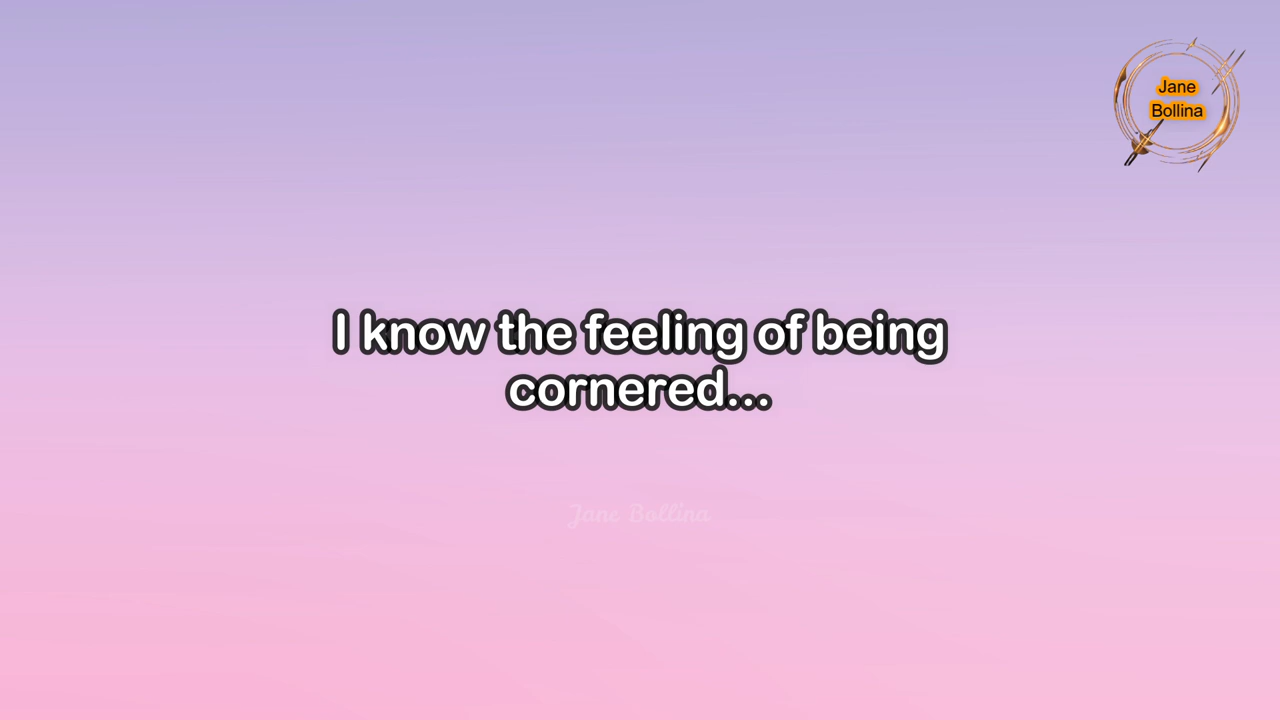 Jane
Bollina
I know the feeling of being
cornered...
Jane Bollina